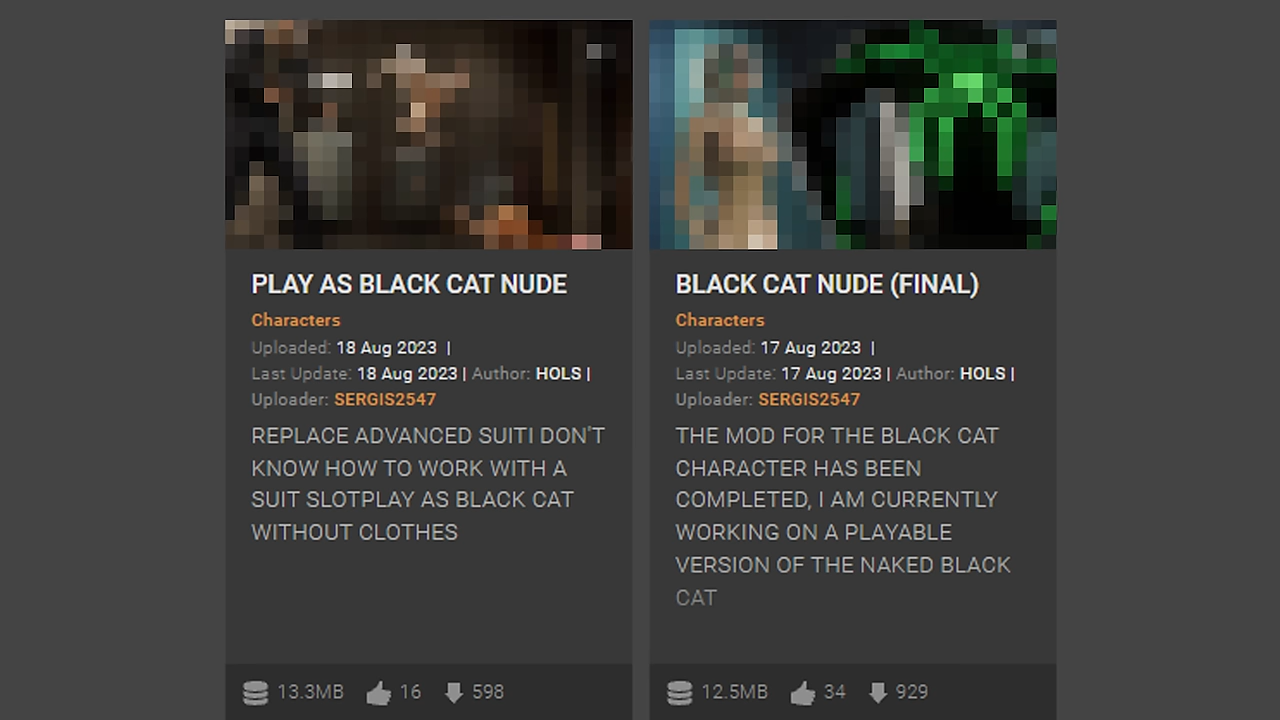 PLAY AS BLACK CAT NUDE
Characters
Uploaded: 18 Aug 2023 |
Last Update: 18 Aug 2023 | Author: HOLS |
Uploader: SERGIS2547
REPLACE ADVANCED SUITI DON'T
KNOW HOW TO WORK WITH A
SUIT SLOTPLAY AS BLACK CAT
WITHOUT CLOTHES
13.3MB 16 598
BLACK CAT NUDE (FINAL)
Characters
Uploaded: 17 Aug 2023 |
Last Update: 17 Aug 2023 | Author: HOLS |
Uploader: SERGIS2547
THE MOD FOR THE BLACK CAT
CHARACTER HAS BEEN
COMPLETED, I AM CURRENTLY
WORKING ON A PLAYABLE
VERSION OF THE NAKED BLACK
CAT
12.5MB 34 929